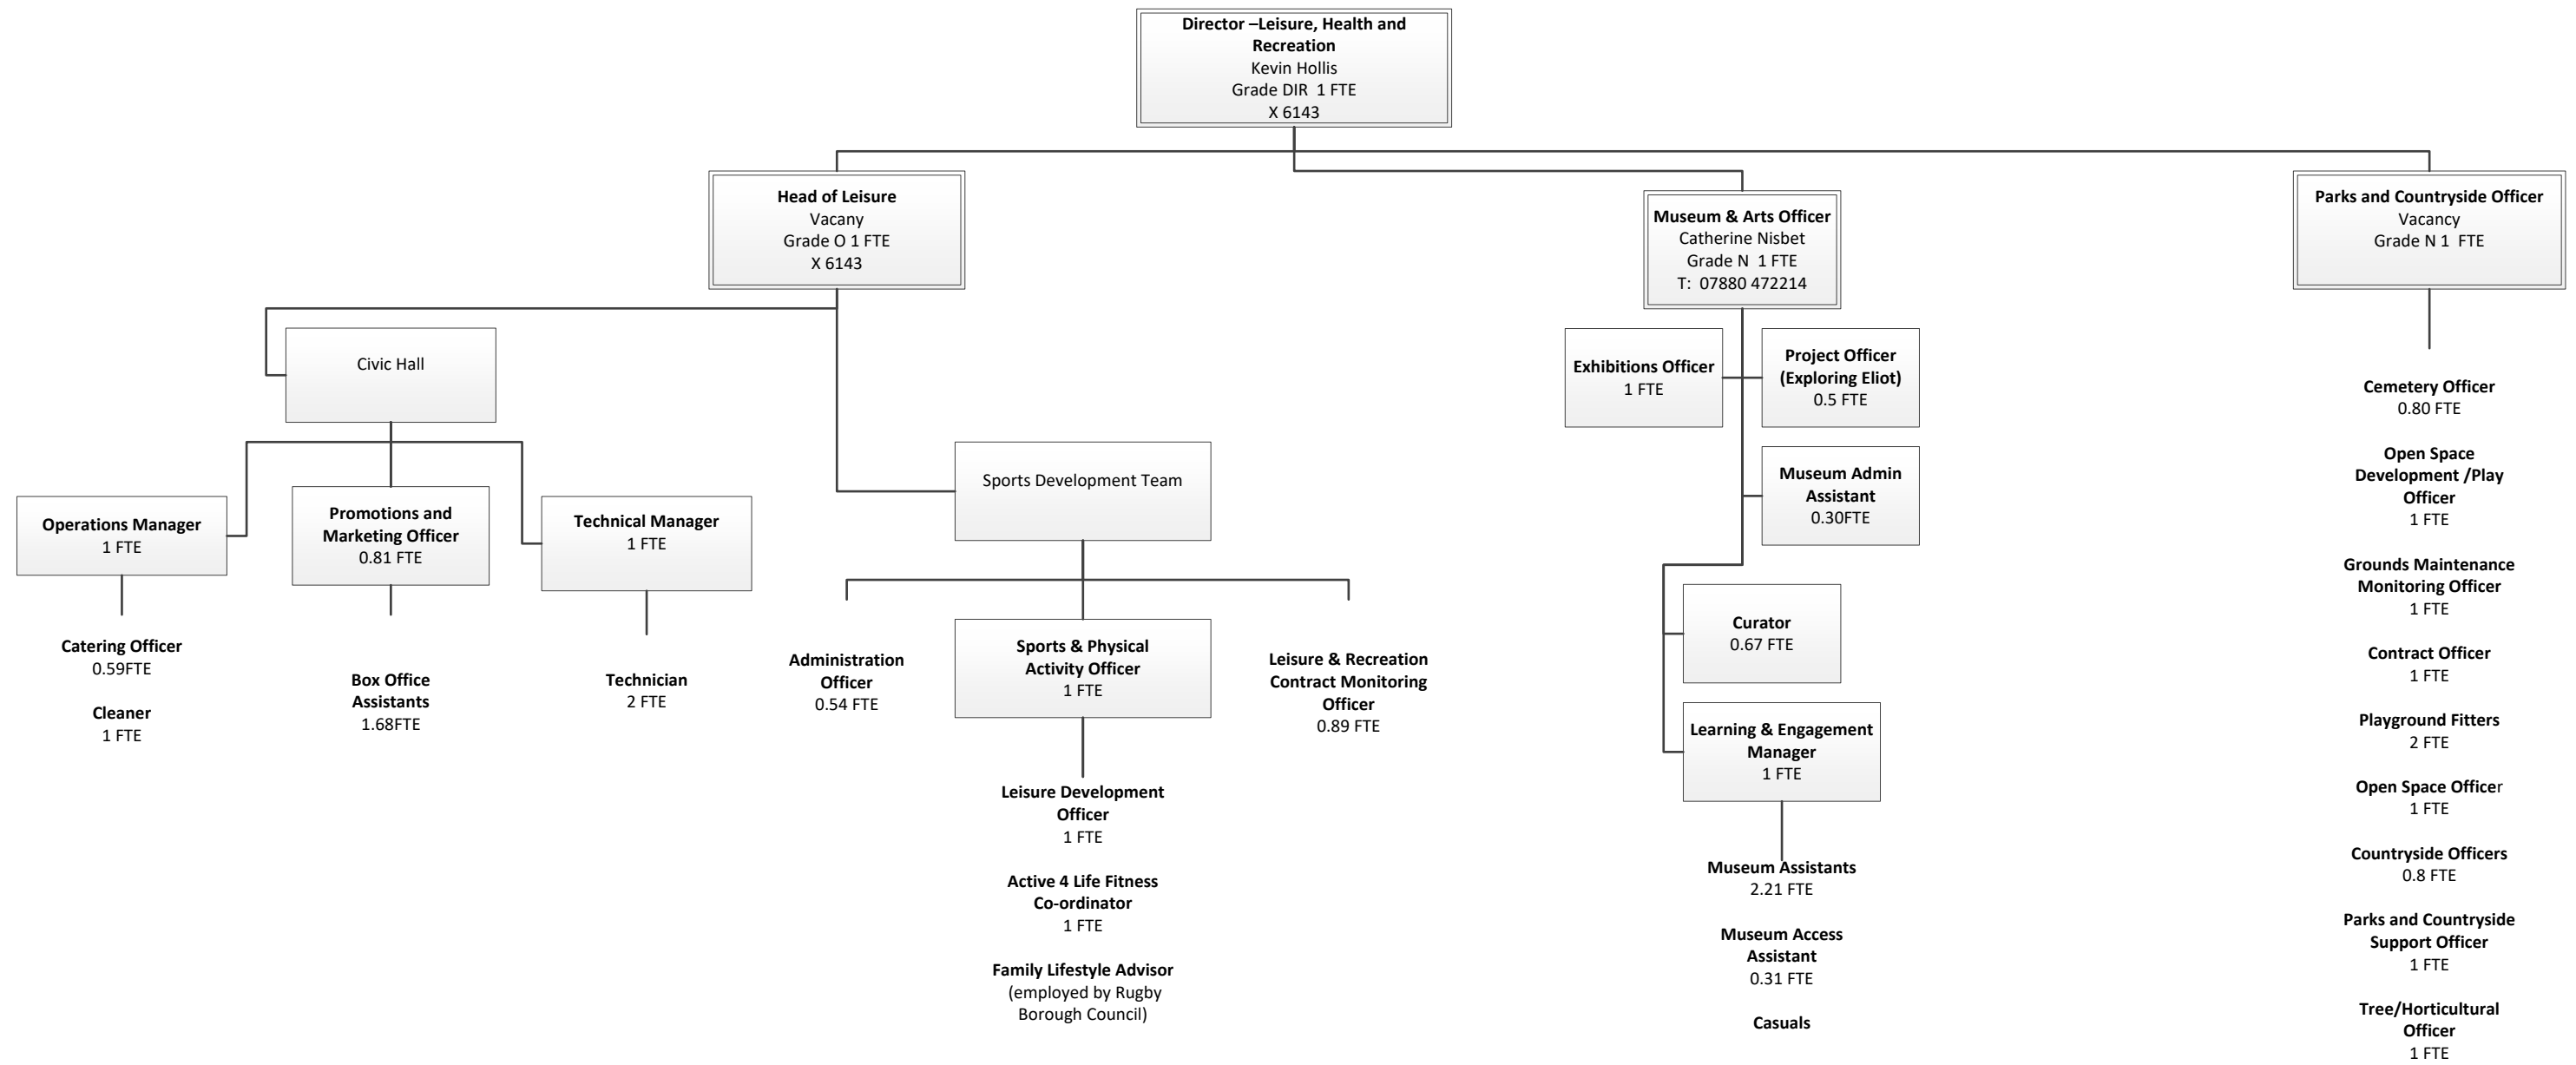 Director –Leisure, Health and
Recreation
Kevin Hollis
Grade DIR  1 FTE
X 6143
Head of Leisure
Vacany
Grade O 1 FTE
X 6143
Museum & Arts Officer
Catherine Nisbet
Grade N  1 FTE
T:  07880 472214
Parks and Countryside Officer
Vacancy
Grade N 1  FTE
Civic Hall
Operations Manager
1 FTE
Catering Officer
0.59FTE
Cleaner
1 FTE
Promotions and
Marketing Officer
0.81 FTE
Box Office
Assistants
1.68FTE
Technical Manager
1 FTE
Technician
2 FTE
Sports Development Team
Administration
Officer
0.54 FTE
Sports & Physical
Activity Officer
1 FTE
Leisure Development
Officer
1 FTE
Active 4 Life Fitness
Co-ordinator
1 FTE
Family Lifestyle Advisor
(employed by Rugby
Borough Council)
Leisure & Recreation
Contract Monitoring
Officer
0.89 FTE
Exhibitions Officer
1 FTE
Project Officer
(Exploring Eliot)
0.5 FTE
Museum Admin
Assistant
0.30FTE
Curator
0.67 FTE
Learning & Engagement
Manager
1 FTE
Museum Assistants
2.21 FTE
Museum Access
Assistant
0.31 FTE
Casuals
Cemetery Officer
0.80 FTE
Open Space
Development /Play
Officer
1 FTE
Grounds Maintenance
Monitoring Officer
1 FTE
Contract Officer
1 FTE
Playground Fitters
2 FTE
Open Space Officer
1 FTE
Countryside Officers
0.8 FTE
Parks and Countryside
Support Officer
1 FTE
Tree/Horticultural
Officer
1 FTE